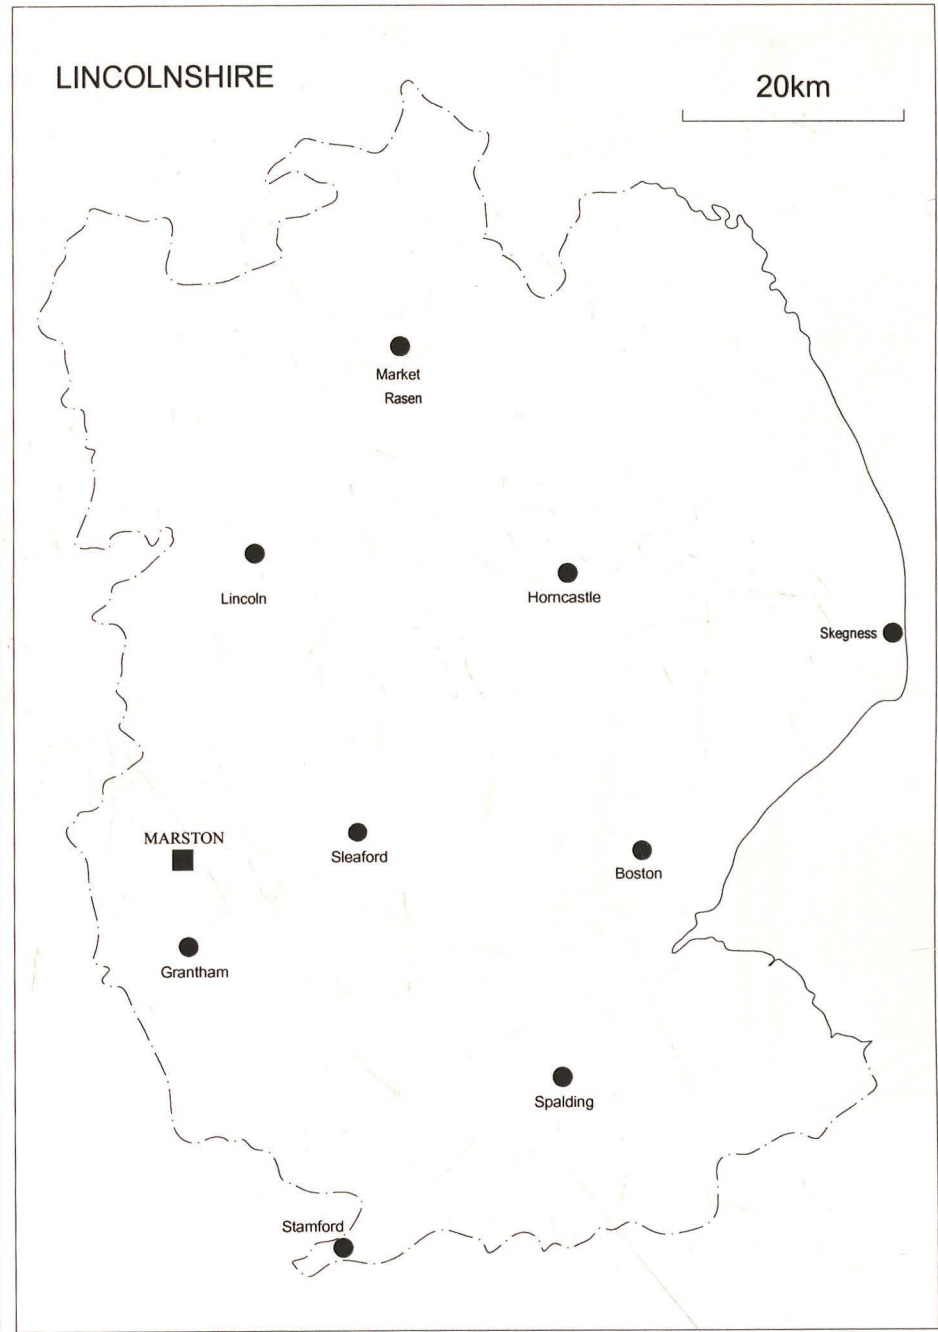 LINCOLNSHIRE
20km
Market
Rasen
Lincoln
Horncastle
Skegness
MARSTON
Sleaford
Boston
Grantham
Spalding
Stamford